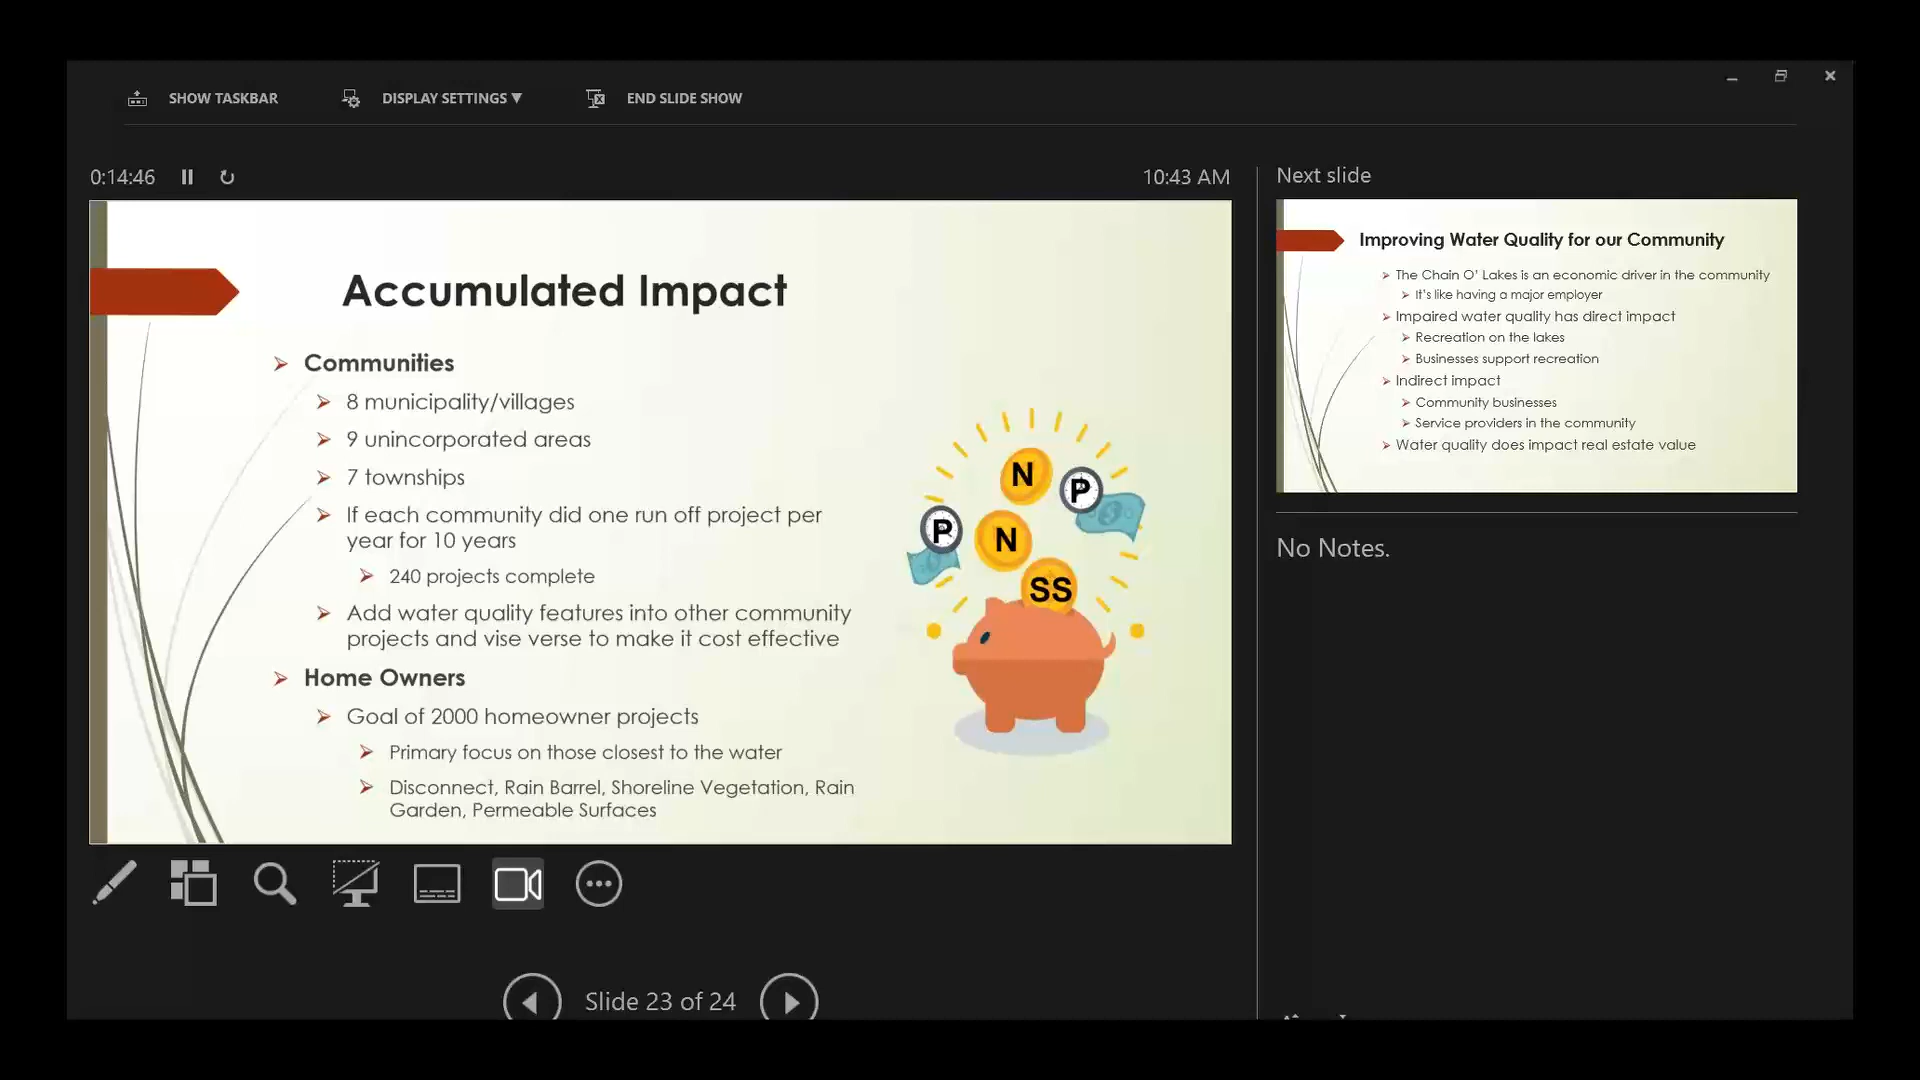 SHOW TASKBAR
DISPLAY SETTINGS ▼
END SLIDE SHOW
0:14:46
10:43 AM
Accumulated Impact
Communities
8 municipality/villages
9 unincorporated areas
7 townships
If each community did one run off project per
year for 10 years
240 projects complete
Add water quality features into other community
projects and vise verse to make it cost effective
Home Owners
Goal of 2000 homeowner projects
Primary focus on those closest to the water
Disconnect, Rain Barrel, Shoreline Vegetation, Rain
Garden, Permeable Surfaces
N
P
P
N
SS
Slide 23 of 24
Next slide
Improving Water Quality for our Community
The Chain O' Lakes is an economic driver in the community
It's like having a major employer
Impaired water quality has direct impact
Recreation on the lakes
Businesses support recreation
Indirect impact
Community businesses
Service providers in the community
Water quality does impact real estate value
No Notes.